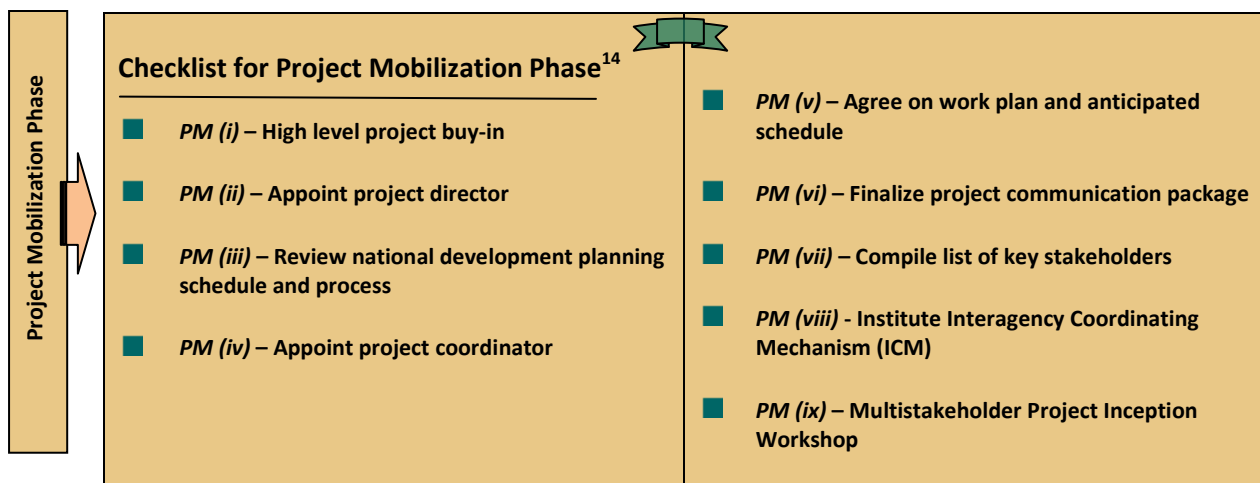 Project Mobilization Phase
Checklist for Project Mobilization Phase14
PM (i) – High level project buy-in
PM (ii) – Appoint project director
PM (iii) – Review national development planning
schedule and process
PM (iv) – Appoint project coordinator
PM (v) – Agree on work plan and anticipated
schedule
PM (vi) – Finalize project communication package
PM (vii) – Compile list of key stakeholders
PM (viii) - Institute Interagency Coordinating
Mechanism (ICM)
PM (ix) – Multistakeholder Project Inception
Workshop